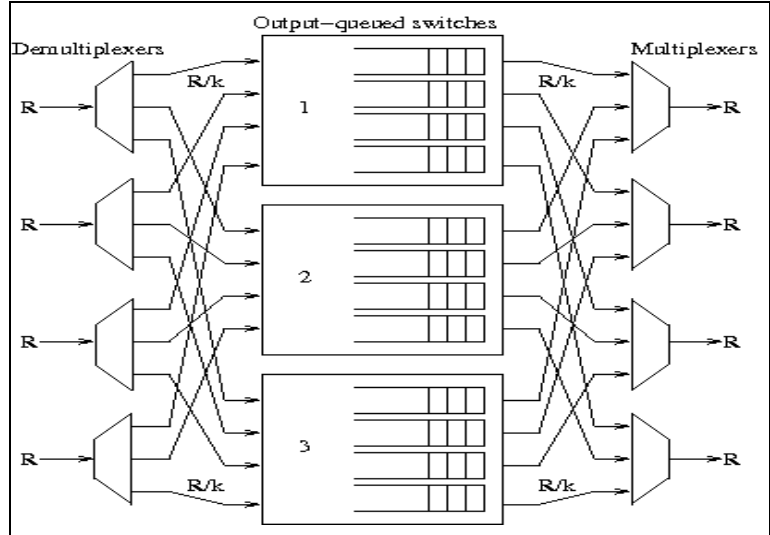 Output-queued switches
Demultiplexers
Multiplexers
R/k
R/k
R
1
R
R
R
2
R
R
R
3
R
R
R/k
R/k